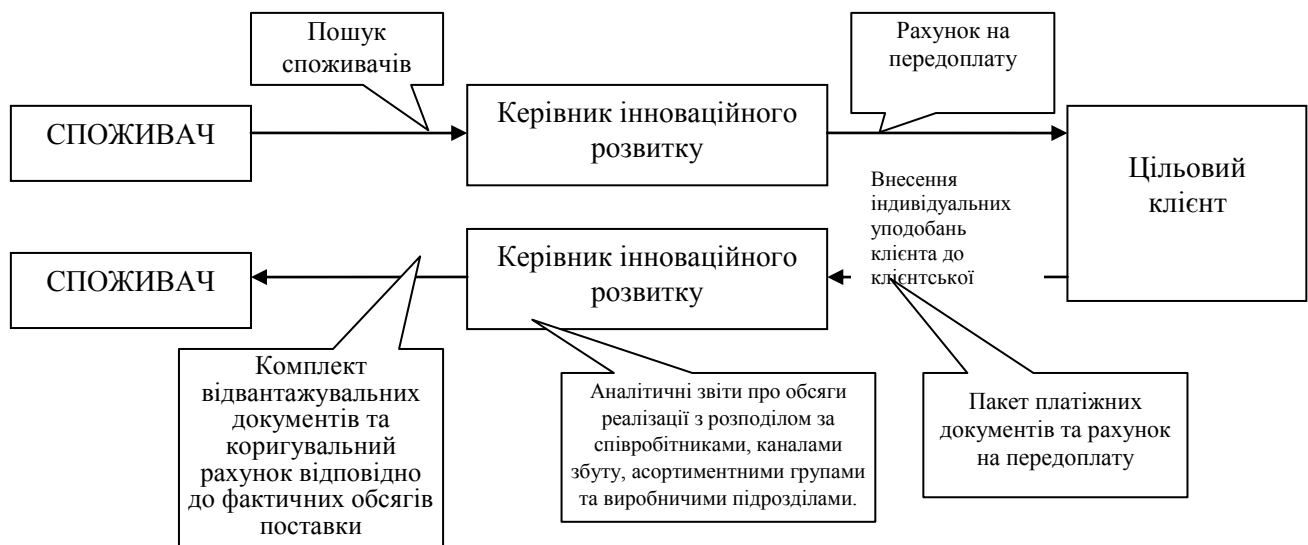 Пошук
споживачів
Рахунок на
передоплату
СПОЖИВАЧ
Керівник інноваційного
розвитку
Цільовий
клієнт
Внесення
індивідуальних
уподобань
клієнта до
клієнтської
СПОЖИВАЧ
Керівник інноваційного
розвитку
Комплект
відвантажувальних
документів та
коригувальний
рахунок відповідно
до фактичних обсягів
поставки
Аналітичні звіти про обсяги
реалізації з розподілом за
співробітниками, каналами
збуту, асортиментними групами
та виробничими підрозділами.
Пакет платіжних
документів та рахунок
на передоплату